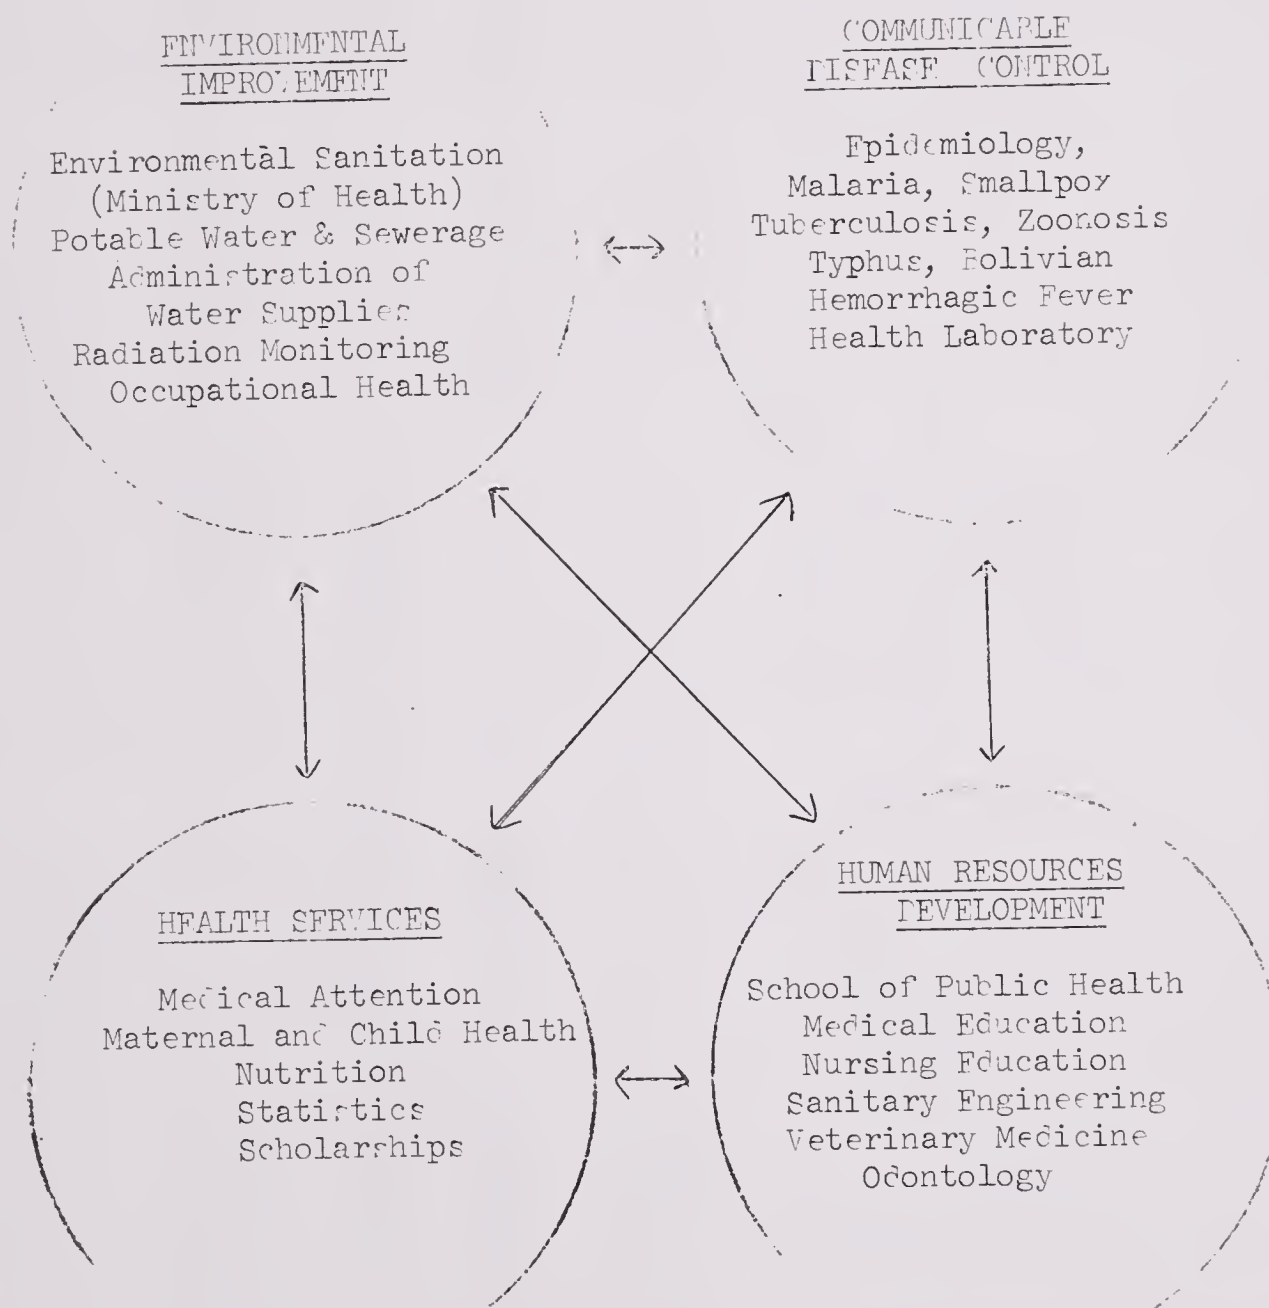 ENVIRONMENTAL
IMPROVEMENT
Environmental Sanitation
(Ministry of Health)
Potable Water & Sewerage
Administration of
Water Supplies
Radiation Monitoring
Occupational Health
COMMUNICABLE
DISEASE CONTROL
Epidemiology,
Malaria, Smallpox
Tuberculosis, Zoonosis
Typhus, Bolivian
Hemorrhagic Fever
Health Laboratory
HEALTH SERVICES
Medical Attention
Maternal and Child Health
Nutrition
Statistics
Scholarships
HUMAN RESOURCES
DEVELOPMENT
School of Public Health
Medical Education
Nursing Education
Sanitary Engineering
Veterinary Medicine
Odontology